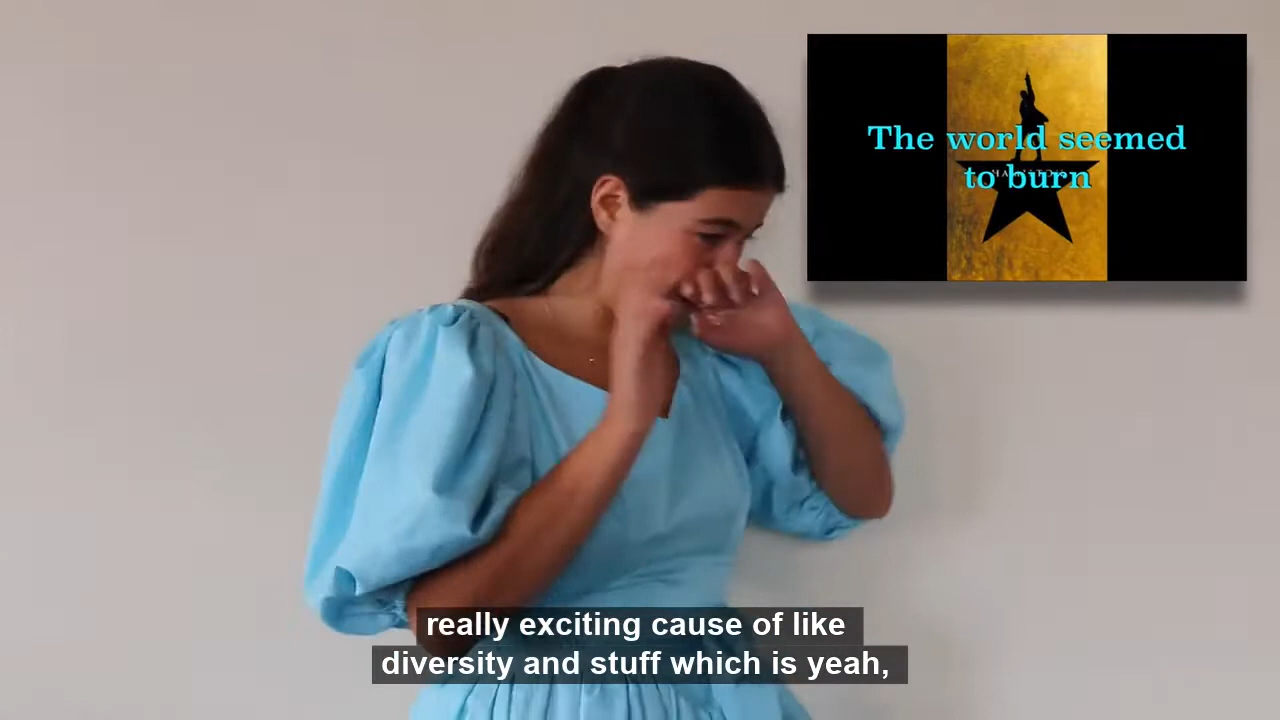 The world seemed
to burn
really exciting cause of like
diversity and stuff which is yeah,